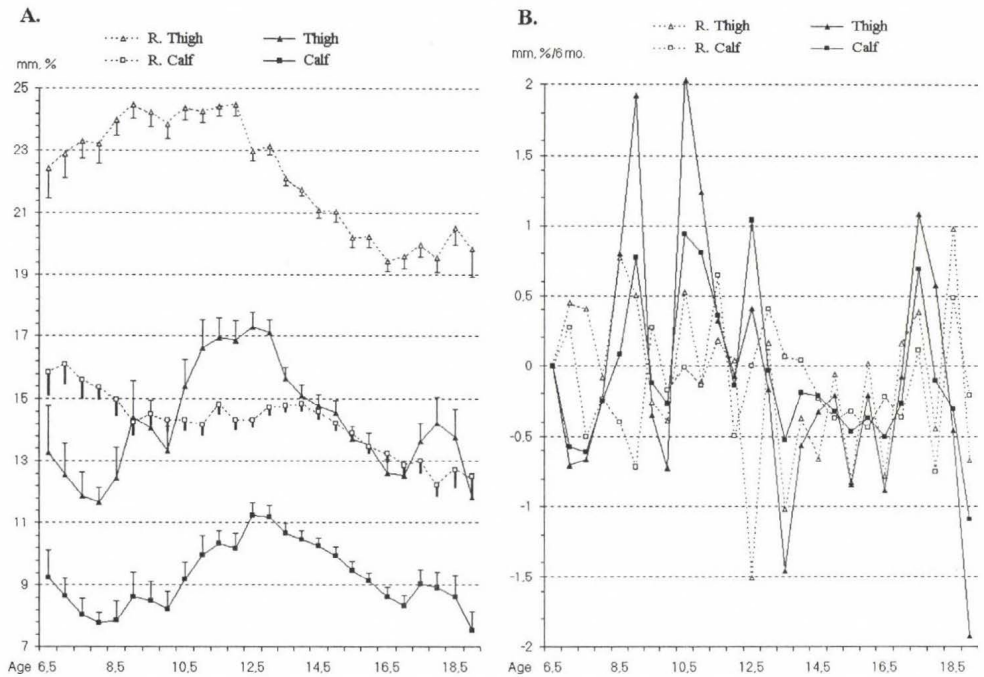 A.
R. Thigh Thigh
R. Calf Calf
mm, %
25
23
21
19
17
15
13
11
9
7
Age 6,5 8,5 10,5 12,5 14,5 16,5 18,5
B.
R. Thigh Thigh
R. Calf Calf
mm, %/6 mo.
2
1,5
1
0,5
0
-0,5
-1
-1,5
-2
Age 6,5 8,5 10,5 12,5 14,5 16,5 18,5